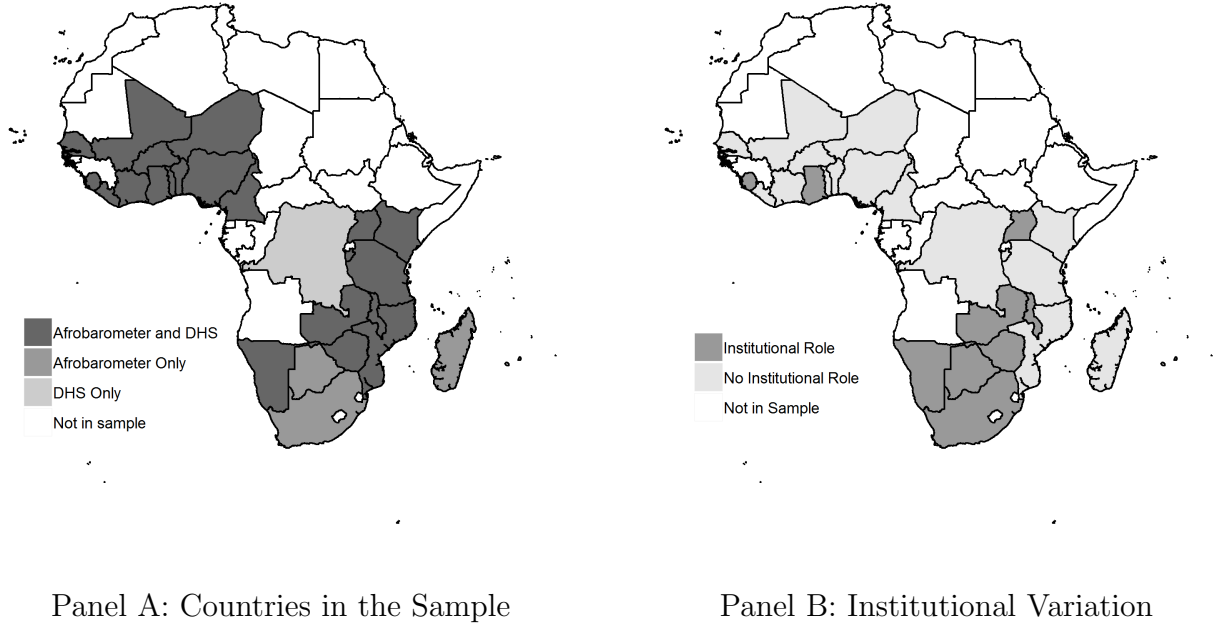 Afrobarometer and DHS
Afrobarometer Only
DHS Only
Not in sample
Institutional Role
No Institutional Role
Not in Sample
Panel A: Countries in the Sample
Panel B: Institutional Variation